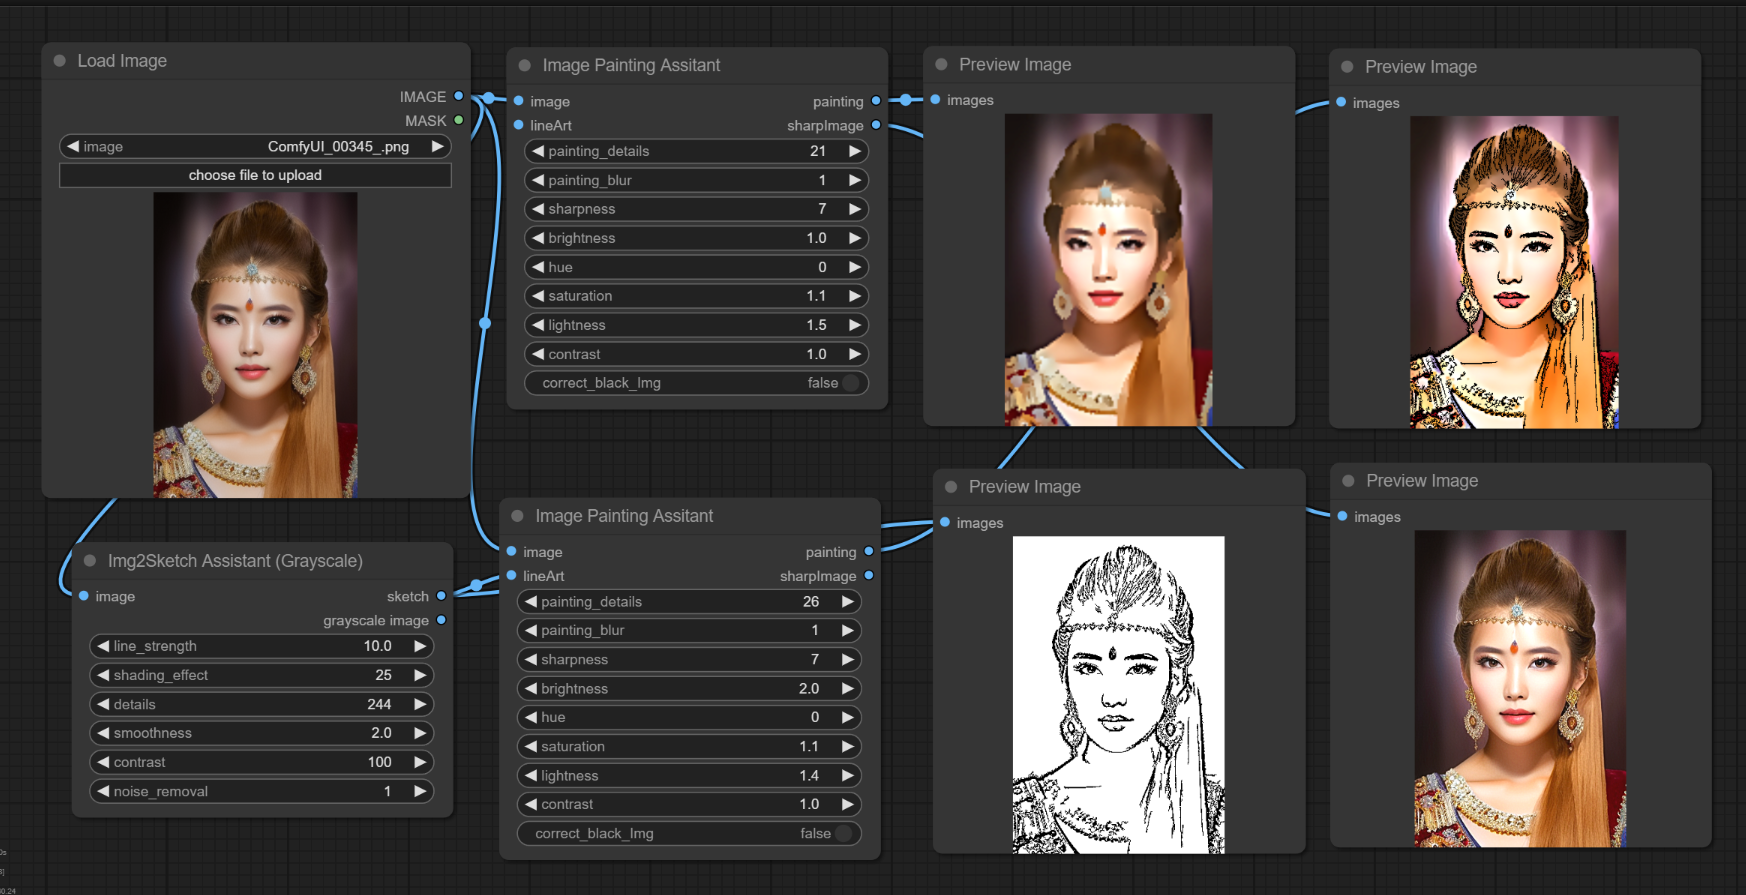 Load Image
IMAGE
MASK
image ComfyUI_00345_.png
choose file to upload
Image Painting Assitant
image painting
lineArt sharpImage
painting_details 21
painting_blur 1
sharpness 7
brightness 1.0
hue 0
saturation 1.1
lightness 1.5
contrast 1.0
correct_black_Img false
Preview Image
images
Preview Image
images
Img2Sketch Assistant (Grayscale)
image sketch
grayscale image
line_strength 10.0
shading_effect 25
details 244
smoothness 2.0
contrast 100
noise_removal 1
Image Painting Assitant
image painting
lineArt sharpImage
painting_details 26
painting_blur 1
sharpness 7
brightness 2.0
hue 0
saturation 1.1
lightness 1.4
contrast 1.0
correct_black_Img false
Preview Image
images
Preview Image
images